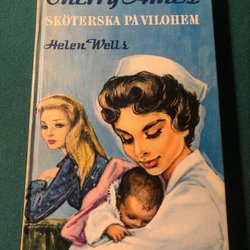 Cherry Ames
SKÖTERSKA PÅ VILOHEM
Helen Wells